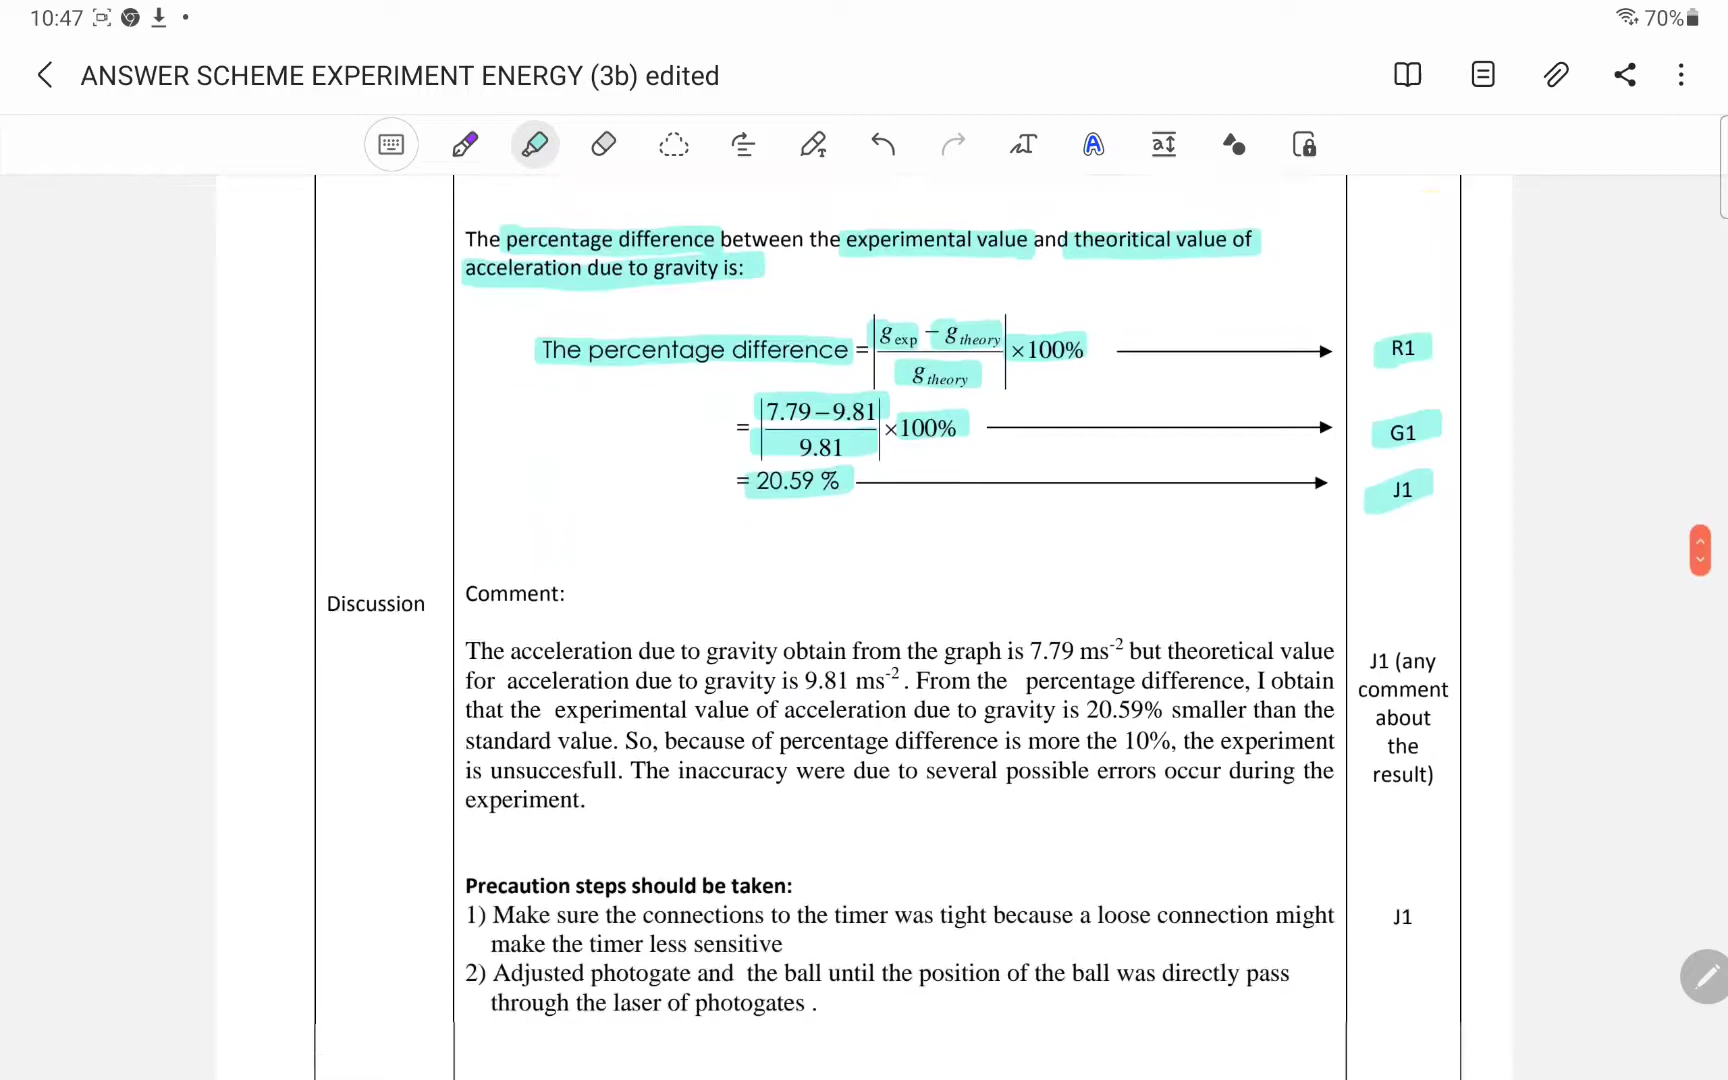 10:47
70%
ANSWER SCHEME EXPERIMENT ENERGY (3b) edited
The percentage difference between the experimental value and theoritical value of
acceleration due to gravity is:
The percentage difference = |g exp − g theory / g theory| ×100%
R1
= |7.79 – 9.81 / 9.81| ×100%
G1
= 20.59 %
J1
Discussion
Comment:
The acceleration due to gravity obtain from the graph is 7.79 ms-2 but theoretical value
for acceleration due to gravity is 9.81 ms-2 . From the percentage difference, I obtain
that the experimental value of acceleration due to gravity is 20.59% smaller than the
standard value. So, because of percentage difference is more the 10%, the experiment
is unsuccesfull. The inaccuracy were due to several possible errors occur during the
experiment.
J1 (any
comment
about
the
result)
Precaution steps should be taken:
1) Make sure the connections to the timer was tight because a loose connection might
make the timer less sensitive
J1
2) Adjusted photogate and the ball until the position of the ball was directly pass
through the laser of photogates .